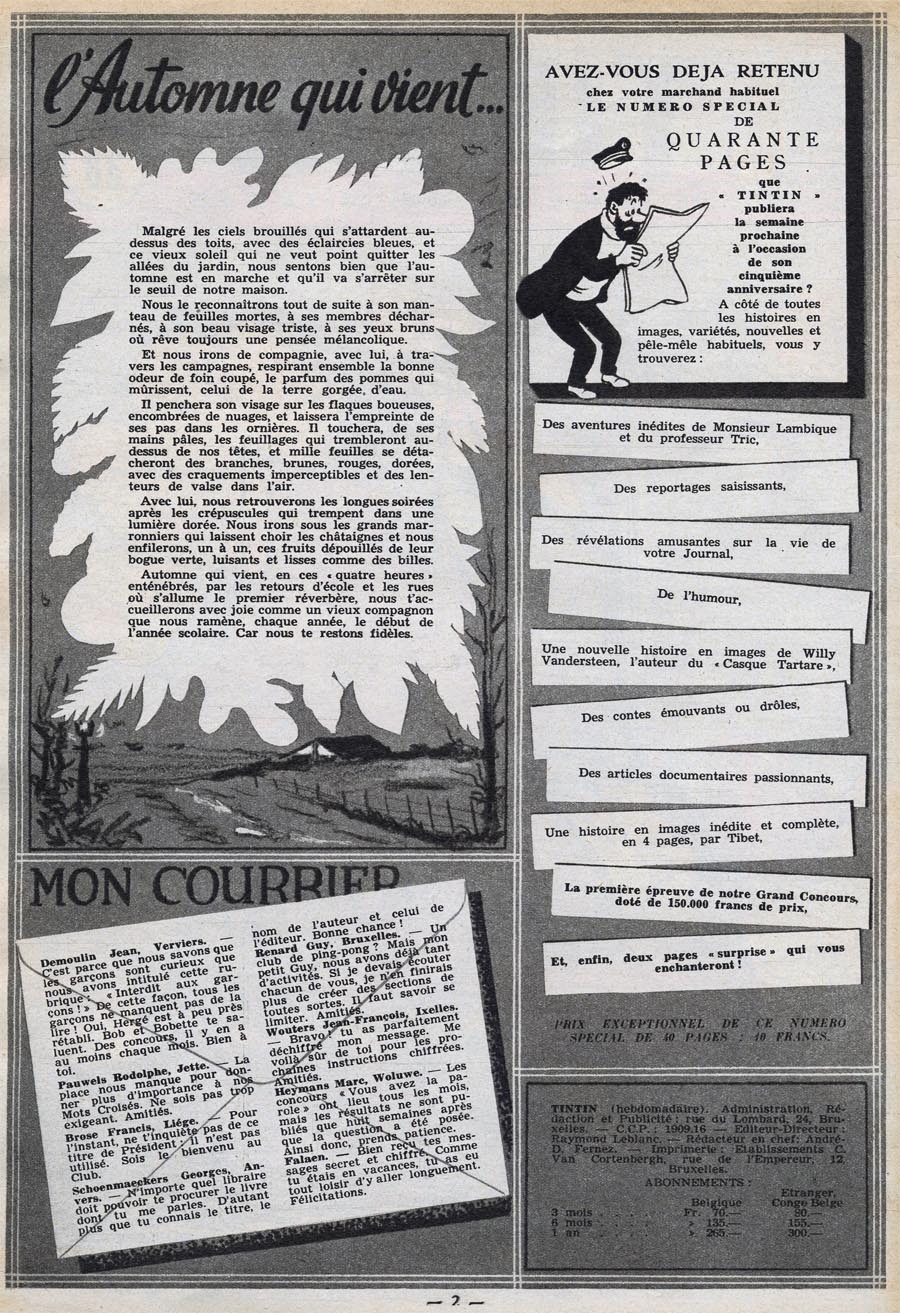 l'Automne qui vient...
Malgré les ciels brouillés qui s'attardent au-
dessus des toits, avec des éclaircies bleues, et
ce vieux soleil qui ne veut point quitter les
allées du jardin, nous sentons bien que l'au-
tomne est en marche et qu'il va s'arrêter sur
le seuil de notre maison.
Nous le reconnaîtrons tout de suite à son man-
teau de feuilles mortes, à ses membres déchar-
nés, à son beau visage triste, à ses yeux bruns
où rêve toujours une pensée mélancolique.
Et nous irons de compagnie, avec lui, à tra-
vers les campagnes, respirant ensemble la bonne
odeur de foin coupé, le parfum des pommes qui
mûrissent, celui de la terre gorgée, d'eau.
Il penchera son visage sur les flaques boueuses,
encombrées de nuages, et laissera l'empreinte de
ses pas dans les ornières. Il touchera, de ses
mains pâles, les feuillages qui trembleront au-
dessus de nos têtes, et mille feuilles se déta-
cheront des branches, brunes, rouges, dorées,
avec des craquements imperceptibles et des len-
teurs de valse dans l'air.
Avec lui, nous retrouverons les longues soirées
après les crépuscules qui trempent dans une
lumière dorée. Nous irons sous les grands mar-
ronniers qui laissent choir les châtaignes et nous
enfilerons, un à un, ces fruits dépouillés de leur
bogue verte, luisants et lisses comme des billes.
Automne qui vient, en ces « quatre heures »
enténébrés, par les retours d'école et les rues
où s'allume le premier réverbère, nous t'ac-
cueillerons avec joie comme un vieux compagnon
que nous ramène, chaque année, le début de
l'année scolaire. Car nous te restons fidèles.
MON COURRIER
Demoulin Jean, Verviers. —
C'est parce que nous savons que
les garçons sont curieux que
nous avons intitulé cette ru-
brique : « Interdit aux gar-
çons ! » De cette façon, tous les
garçons ne manquent pas de la
lire ! Oui, Hergé est à peu près
rétabli. Bob et Bobette te sa-
luent. Des concours, il y en a
au moins chaque mois. Bien à
toi.
Pauwels Rodolphe, Jette. — La
place nous manque pour don-
ner plus d'importance à nos
Mots Croisés. Ne sois pas trop
exigeant. Amitiés.
Brose Francis, Liége. — Pour
l'instant, ne t'inquiète pas de ce
titre de Président : il n'est pas
utilisé. Sois le bienvenu au
Club.
Schoenmaeckers Georges, An-
vers. — N'importe quel libraire
doit pouvoir te procurer le livre
dont tu me parles. D'autant
plus que tu connais le titre, le
nom de l'auteur et celui de
l'éditeur. Bonne chance !
Renard Guy, Bruxelles. — Un
club de ping-pong ? Mais mon
petit Guy, nous avons déjà tant
d'activités. Si je devais écouter
chacun de vous, je n'en finirais
plus de créer des sections de
toutes sortes. Il faut savoir se
limiter. Amitiés.
Wouters Jean-François, Ixelles.
— Bravo, tu as parfaitement
déchiffré mon message. Me
voilà sûr de toi pour les pro-
chaines instructions chiffrées.
Amitiés.
Heymans Marc, Woluwe. — Les
concours « Vous avez la pa-
role » ont lieu tous les mois,
mais les résultats ne sont pu-
bliés que huit semaines après
que la question a été posée.
Ainsi donc, prends patience.
Falnen. — Bien reçu tes mes-
sages secret et chiffré. Comme
tu étais en vacances, tu as eu
tout loisir d'y aller longuement.
Félicitations.
AVEZ-VOUS DEJA RETENU
chez votre marchand habituel
LE NUMERO SPECIAL
DE
QUARANTE
PAGES
que
« TINTIN »
publiera
la semaine
prochaine
à l'occasion
de son
cinquième
anniversaire ?
A côté de toutes
les histoires en
images, variétés, nouvelles et
pêle-mêle habituels, vous y
trouverez :
Des aventures inédites de Monsieur Lambique
et du professeur Tric,
Des reportages saisissants,
Des révélations amusantes sur la vie de
votre Journal,
De l'humour,
Une nouvelle histoire en images de Willy
Vandersteen, l'auteur du « Casque Tartare »,
Des contes émouvants ou drôles,
Des articles documentaires passionnants,
Une histoire en images inédite et complète,
en 4 pages, par Tibet,
La première épreuve de notre Grand Concours,
doté de 150.000 francs de prix,
Et, enfin, deux pages « surprise » qui vous
enchanteront !
PRIX EXCEPTIONNEL DE CE NUMERO
SPECIAL DE 40 PAGES : 10 FRANCS.
TINTIN (hebdomadaire). Administration, Ré-
daction et Publicité : rue du Lombard, 24, Bru-
xelles. — C.C.P. : 1909.16 — Editeur-Directeur :
Raymond Leblanc. — Rédacteur en chef: André-
D. Fernez. — Imprimerie : Etablissements C.
Van Cortenbergh, rue de l'Empereur, 12,
Bruxelles.
ABONNEMENTS :
Etranger,
Belgique Congo Belge
3 mois . . . . . Fr. 70.— 80.—
6 mois . . . . . » 135.— 155.—
1 an . . . . . » 265.— 300.—
— 2 —